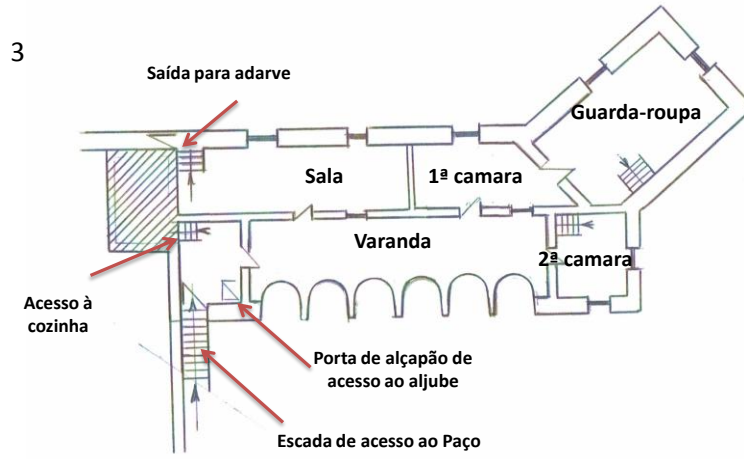 3
Saída para adarve
Guarda-roupa
Sala
1ª camara
Varanda
2ª camara
Acesso à
cozinha
Porta de alçapão de
acesso ao aljube
Escada de acesso ao Paço